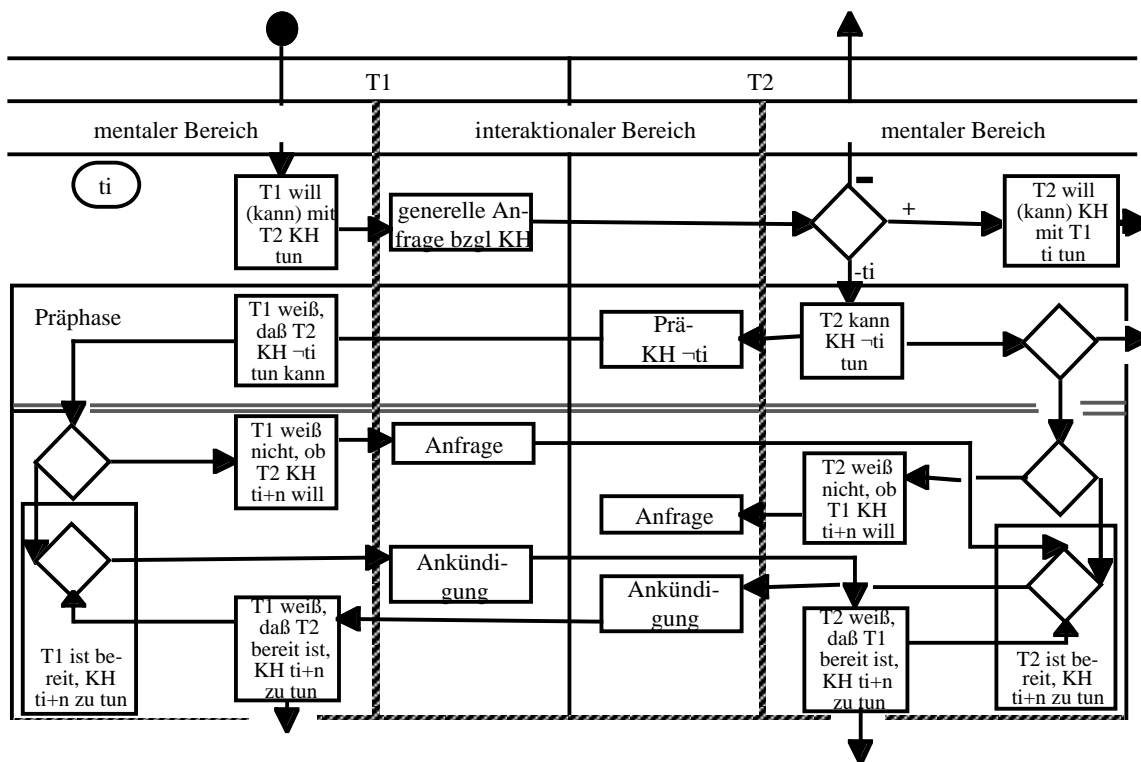 T1
T2
mentaler Bereich
interaktionaler Bereich
mentaler Bereich
ti
T1 will
(kann) mit
T2 KH
tun
generelle An-
frage bzgl KH
-
+
T2 will
(kann) KH
mit T1
ti tun
-ti
Präphase
T1 weiß,
daß T2
KH ¬ti
tun kann
Prä-
KH ¬ti
T2 kann
KH ¬ti
tun
T1 weiß
nicht, ob
T2 KH
ti+n will
Anfrage
T2 weiß
nicht, ob
T1 KH
ti+n will
Anfrage
Ankündi-
gung
Ankündi-
gung
T1 weiß,
daß T2
bereit ist,
KH ti+n
zu tun
T2 weiß,
daß T1
bereit ist,
KH ti+n
zu tun
T1 ist be-
reit, KH
ti+n zu tun
T2 ist be-
reit, KH
ti+n zu tun